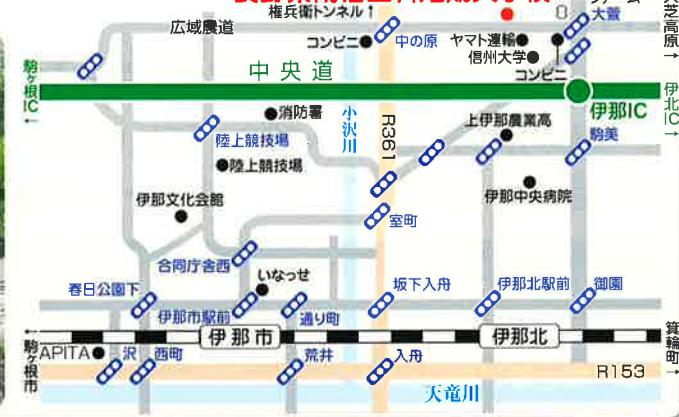 権兵衛トンネル↑
広域農道
コンビニ
中の原
ヤマト運輸
信州大学
コンビニ
大萱
大芝高原→
駒ヶ根IC←
中央道
伊那IC
伊北IC→
消防署
小沢川
R361
上伊那農業高
駒美
陸上競技場
陸上競技場
伊那中央病院
伊那文化会館
室町
合同庁舎西
いなっせ
春日公園下
伊那市駅前
通り町
坂下入舟
伊那北駅前
御園
伊那市
伊那北
箕輪町→
駒ヶ根市←
APITA
沢
西町
荒井
入舟
R153
天竜川